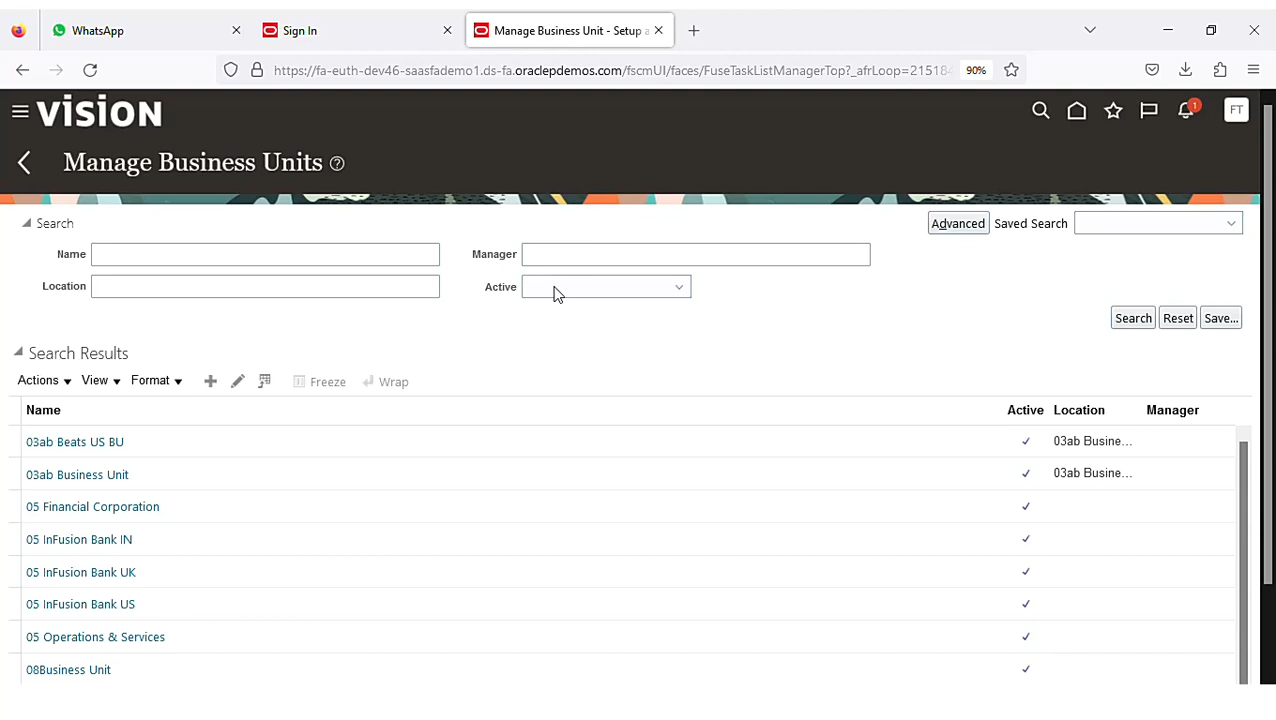 WhatsApp
Sign In
Manage Business Unit - Setup a
https://fa-euth-dev46-saasfademo1.ds-fa.oraclepdemos.com/fscmUI/faces/FuseTaskListManagerTop?_afrLoop=215184
90%
VISION
1
FT
Manage Business Units
Search
Advanced Saved Search
Name
Manager
Location
Active
Search Reset Save...
Search Results
Actions View Format Freeze Wrap
Name Active Location Manager
03ab Beats US BU 03ab Busine...
03ab Business Unit 03ab Busine...
05 Financial Corporation
05 InFusion Bank IN
05 InFusion Bank UK
05 InFusion Bank US
05 Operations & Services
08Business Unit